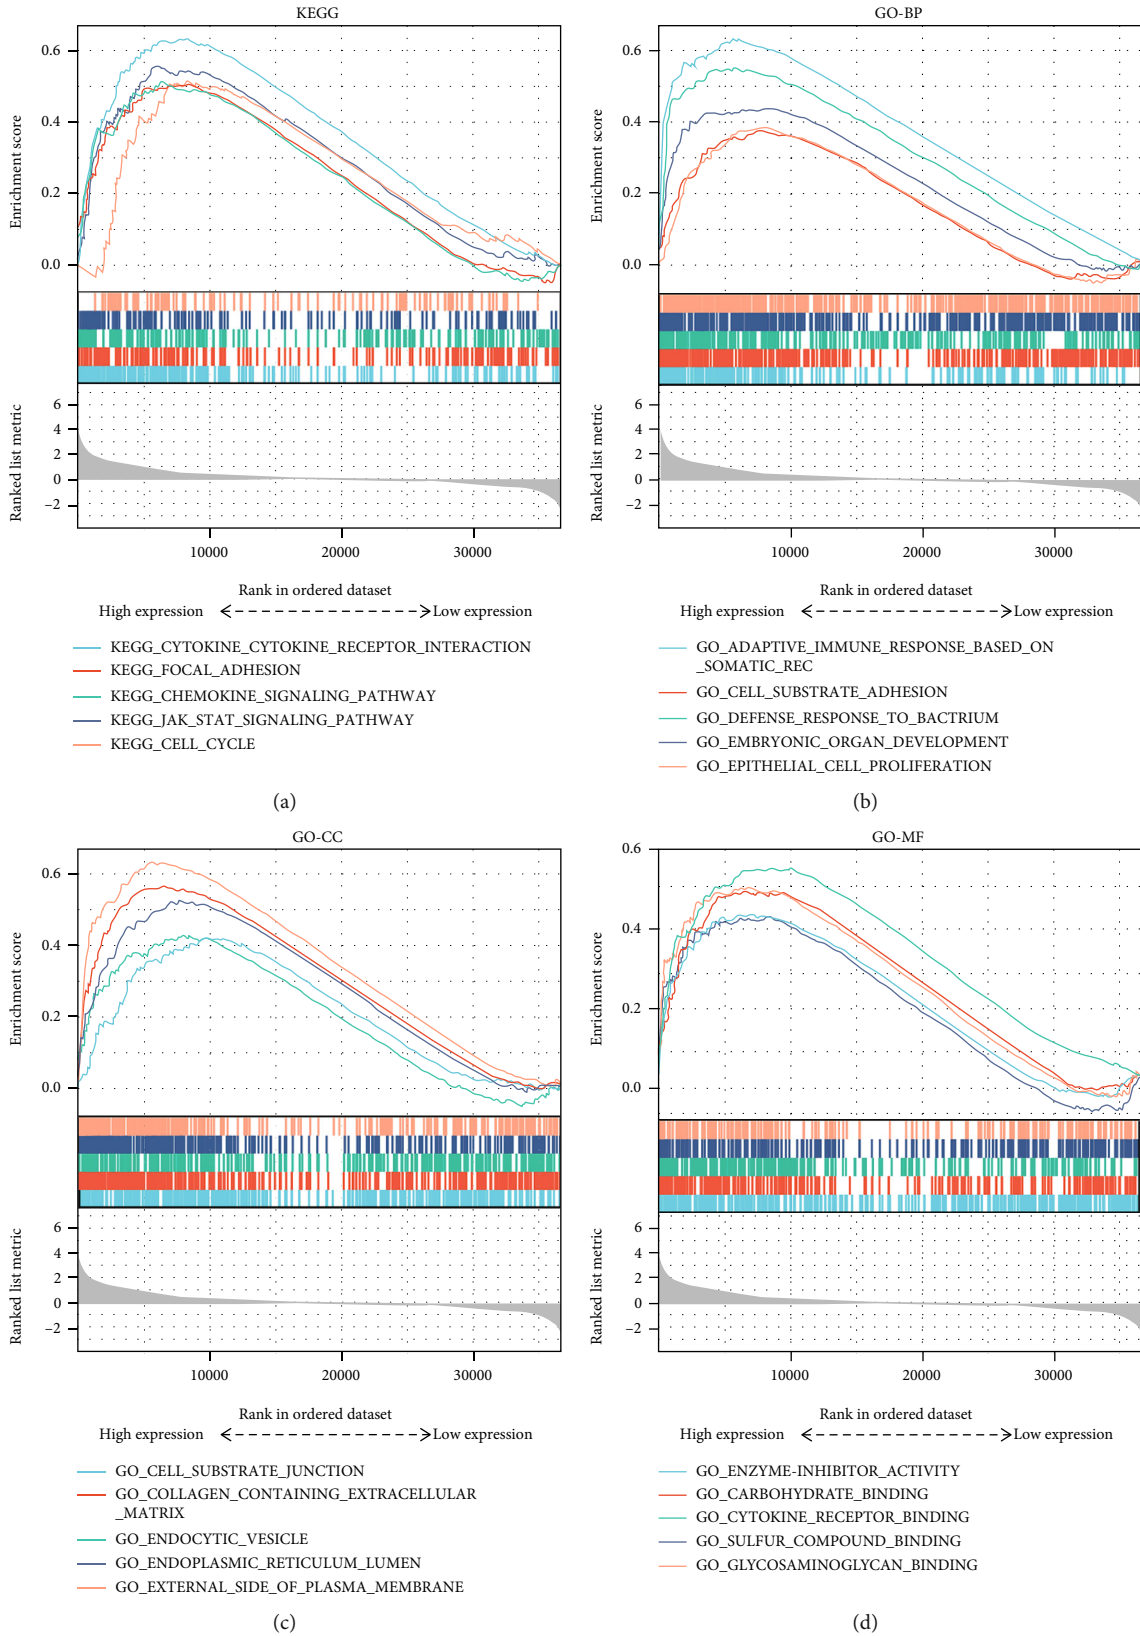 KEGG
Enrichment score
0.6
0.4
0.2
0.0
Ranked list metric
6
4
2
0
−2
10000 20000 30000
Rank in ordered dataset
High expression Low expression
KEGG_CYTOKINE_CYTOKINE_RECEPTOR_INTERACTION
KEGG_FOCAL_ADHESION
KEGG_CHEMOKINE_SIGNALING_PATHWAY
KEGG_JAK_STAT_SIGNALING_PATHWAY
KEGG_CELL_CYCLE
(a)
GO-BP
Enrichment score
0.6
0.4
0.2
0.0
Ranked list metric
6
4
2
0
−2
10000 20000 30000
Rank in ordered dataset
High expression Low expression
GO_ADAPTIVE_IMMUNE_RESPONSE_BASED_ON
_SOMATIC_REC
GO_CELL_SUBSTRATE_ADHESION
GO_DEFENSE_RESPONSE_TO_BACTRIUM
GO_EMBRYONIC_ORGAN_DEVELOPMENT
GO_EPITHELIAL_CELL_PROLIFERATION
(b)
GO-CC
Enrichment score
0.6
0.4
0.2
0.0
Ranked list metric
6
4
2
0
−2
10000 20000 30000
Rank in ordered dataset
High expression Low expression
GO_CELL_SUBSTRATE_JUNCTION
GO_COLLAGEN_CONTAINING_EXTRACELLULAR
_MATRIX
GO_ENDOCYTIC_VESICLE
GO_ENDOPLASMIC_RETICULUM_LUMEN
GO_EXTERNAL_SIDE_OF_PLASMA_MEMBRANE
(c)
GO-MF
Enrichment score
0.6
0.4
0.2
0.0
Ranked list metric
6
4
2
0
−2
10000 20000 30000
Rank in ordered dataset
High expression Low expression
GO_ENZYME-INHIBITOR_ACTIVITY
GO_CARBOHYDRATE_BINDING
GO_CYTOKINE_RECEPTOR_BINDING
GO_SULFUR_COMPOUND_BINDING
GO_GLYCOSAMINOGLYCAN_BINDING
(d)